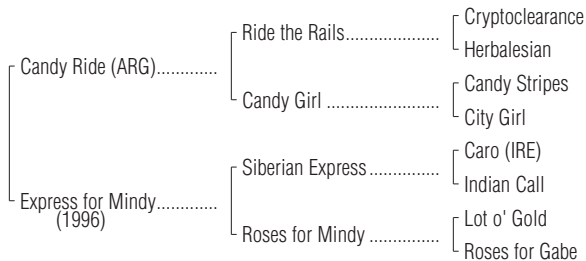 Cryptoclearance
Ride the Rails....................
Herbalesian
Candy Ride (ARG).............
Candy Stripes
Candy Girl ........................
City Girl
Caro (IRE)
Siberian Express................
Indian Call
Express for Mindy.............
(1996)
Lot o' Gold
Roses for Mindy ...............
Roses for Gabe